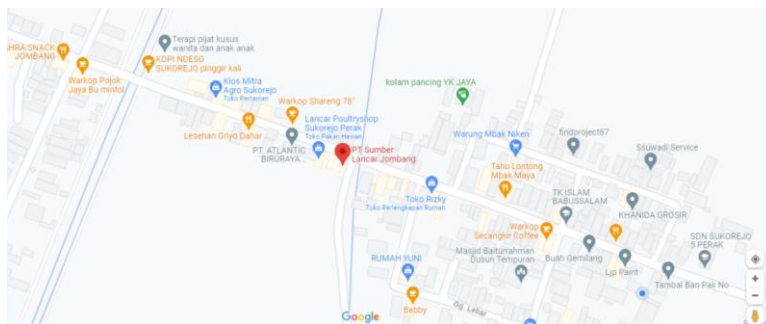 Terapi pijat kusus
wanita dan anak anak
HRA SNACK
JOMBANG
KOPI NDESO
SUKOREJO pinggir kali
Warkop Pojok
Jaya Bu mintol
Kios Mitra
Agro Sukorejo
Toko Pertanian
Warkop Shareng 78"
kolam pancing YK JAYA
Lancar Poultryshop
Sukorejo Perak
Toko Pakan Hewan
Lesehan Griyo Dahar
PT. ATLANTIC
BIRURAYA...
PT Sumber
Lancar Jombang
Warung Mbak Niken
firidproject87
Sijuwadi Service
Tahu Lontong
Mbak Maya
Toko Rizky
Toko Perlengkapan Rumah
TK ISLAM
BABUSSALAM
KHANIDA GROSIR
Warkop
Secangkir Coffee
Masjid Baiturrahman
Dusun Tempuran
Buah Gemilang
SDN SUKOREJO
5 PERAK
RUMAH YUNI
Ljp Paint
Tambal Ban Pak No
Bebby
Gg. Lebar
Google